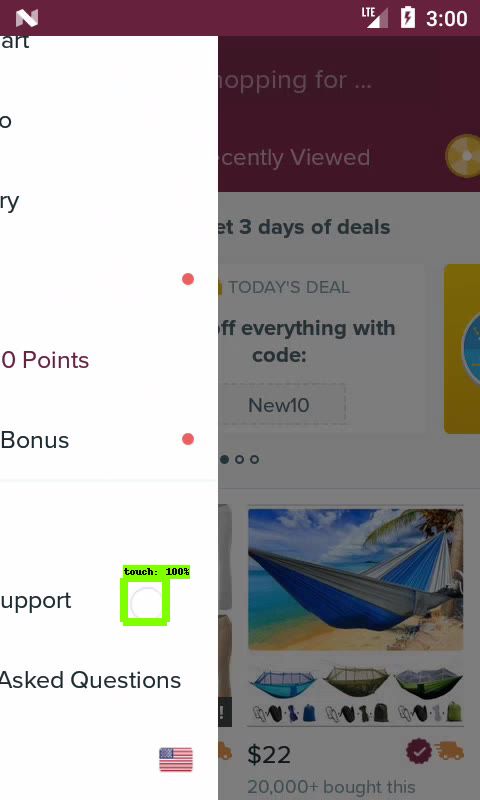 LTE 3:00
art
hopping for ...
o
ecently Viewed
ry
et 3 days of deals
TODAY'S DEAL
off everything with
code:
0 Points
New10
Bonus
touch: 100%
upport
Asked Questions
$22
20,000+ bought this